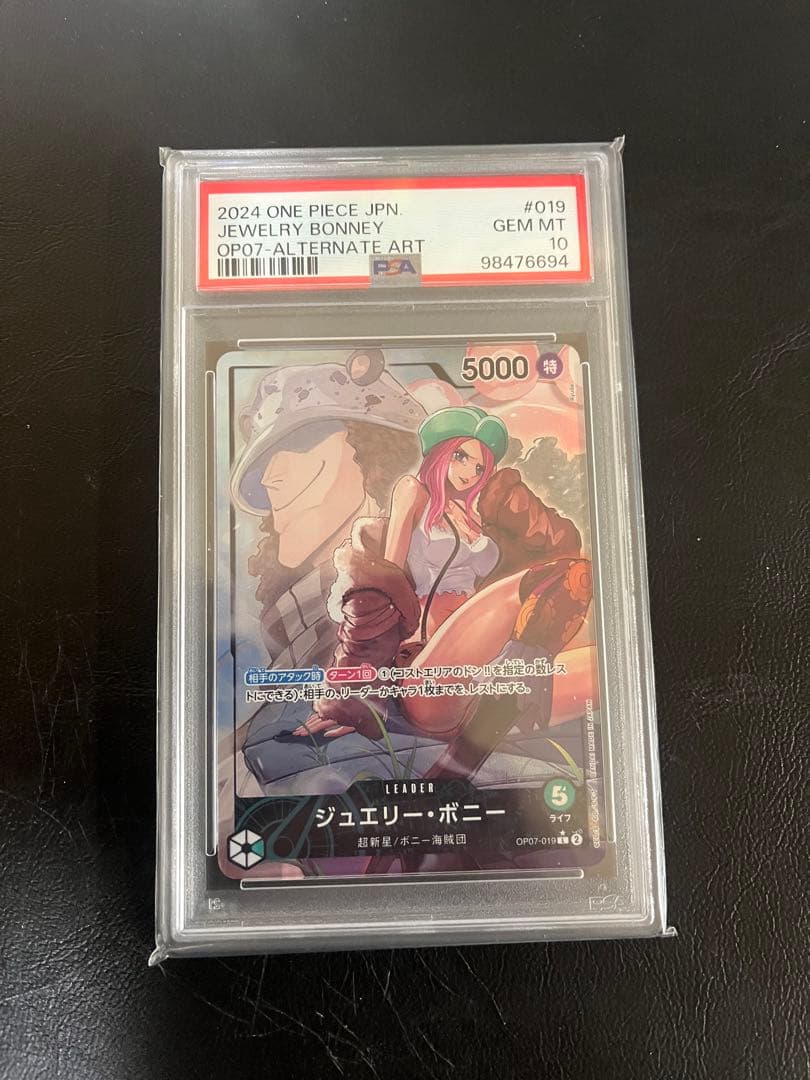 2024 ONE PIECE JPN. #019
JEWELRY BONNEY GEM MT
OP07-ALTERNATE ART 10
PSA 98476694
5000 特
相手のアタック時 ターン1回 ①(コストエリアのドン!!を指定の数レス
トにできる):相手の、リーダーかキャラ1枚までを、レストにする。
LEADER
5
ジュエリー・ボニー
ライフ
超新星/ボニー海賊団
OP07-019 L 2